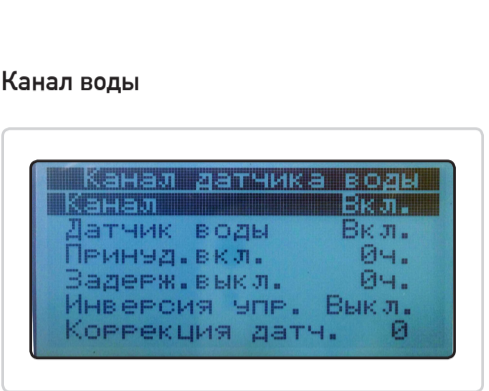 Канал воды
Канал датчика воды
Канал Вкл.
Датчик воды Вкл.
Принуд.вкл. 0ч.
Задерж.выкл. 0ч.
Инверсия упр. Выкл.
Коррекция датч. 0